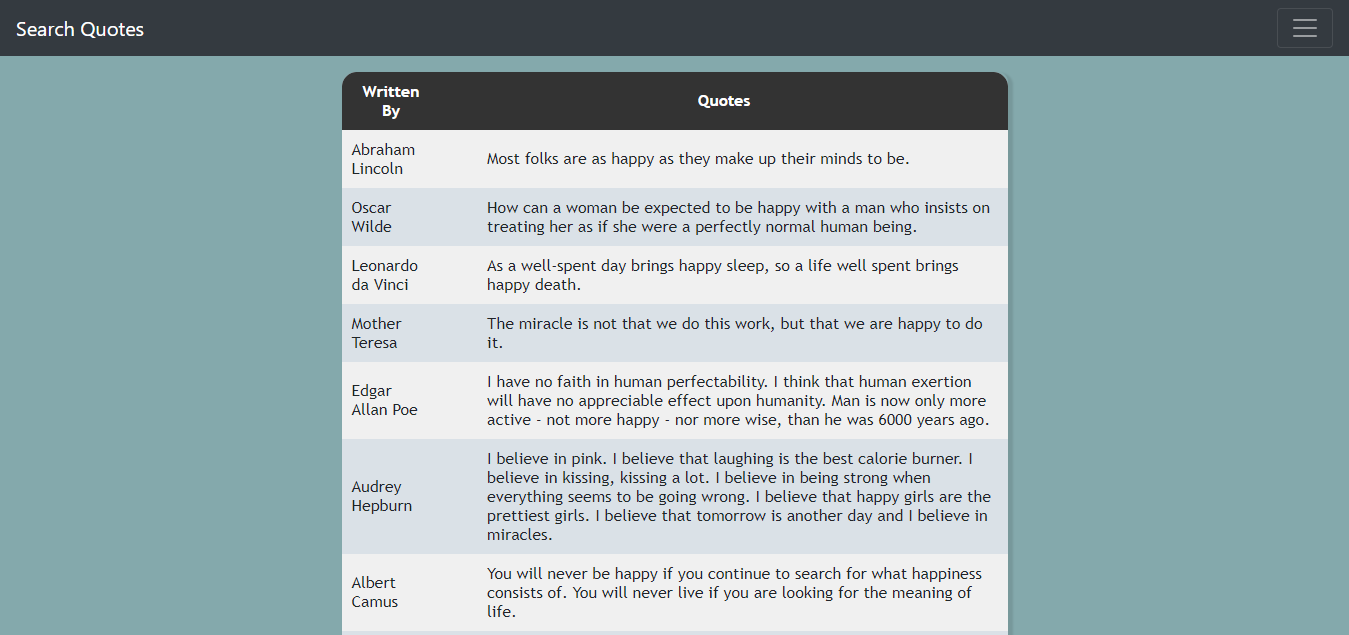 Search Quotes
Written
By
Quotes
Abraham
Lincoln
Most folks are as happy as they make up their minds to be.
Oscar
Wilde
How can a woman be expected to be happy with a man who insists on
treating her as if she were a perfectly normal human being.
Leonardo
da Vinci
As a well-spent day brings happy sleep, so a life well spent brings
happy death.
Mother
Teresa
The miracle is not that we do this work, but that we are happy to do
it.
Edgar
Allan Poe
I have no faith in human perfectability. I think that human exertion
will have no appreciable effect upon humanity. Man is now only more
active - not more happy - nor more wise, than he was 6000 years ago.
Audrey
Hepburn
I believe in pink. I believe that laughing is the best calorie burner. I
believe in kissing, kissing a lot. I believe in being strong when
everything seems to be going wrong. I believe that happy girls are the
prettiest girls. I believe that tomorrow is another day and I believe in
miracles.
Albert
Camus
You will never be happy if you continue to search for what happiness
consists of. You will never live if you are looking for the meaning of
life.